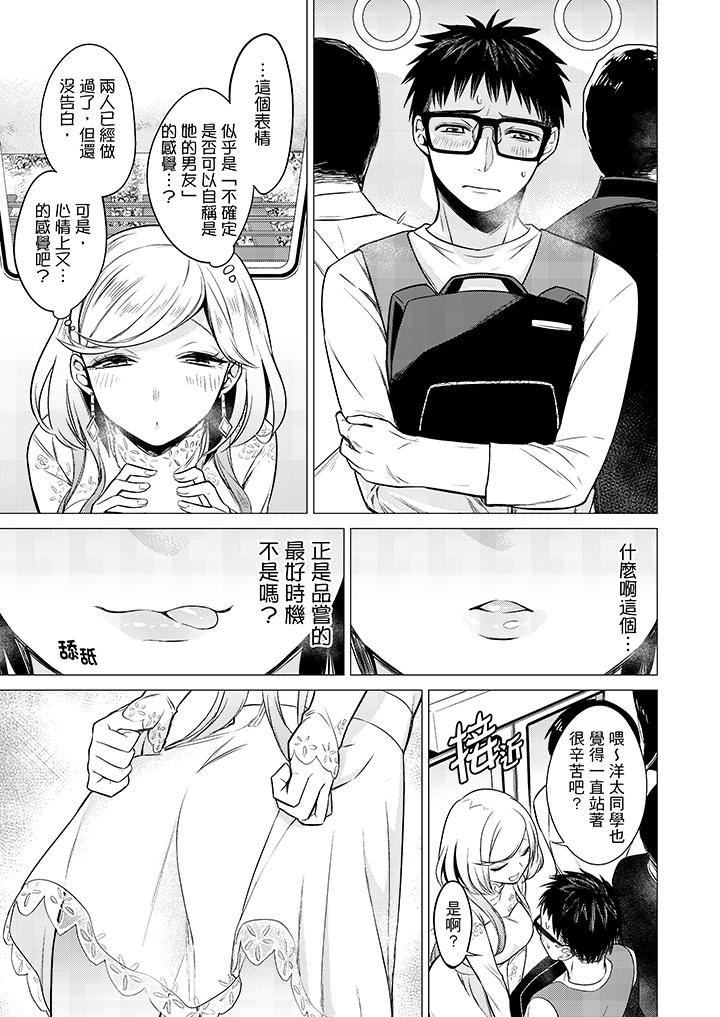 …這個表情
似乎是「不確定
是否可以自稱是
她的男友」
的感覺…？
兩人已經做
過了，但還
沒告白，
可是，
心情上又…
的感覺吧？
什麼啊這個…
正是品嘗的
最好時機
不是嗎？
舔舐
喂～洋太同學也
覺得一直站著
很辛苦吧？
接近
是啊？